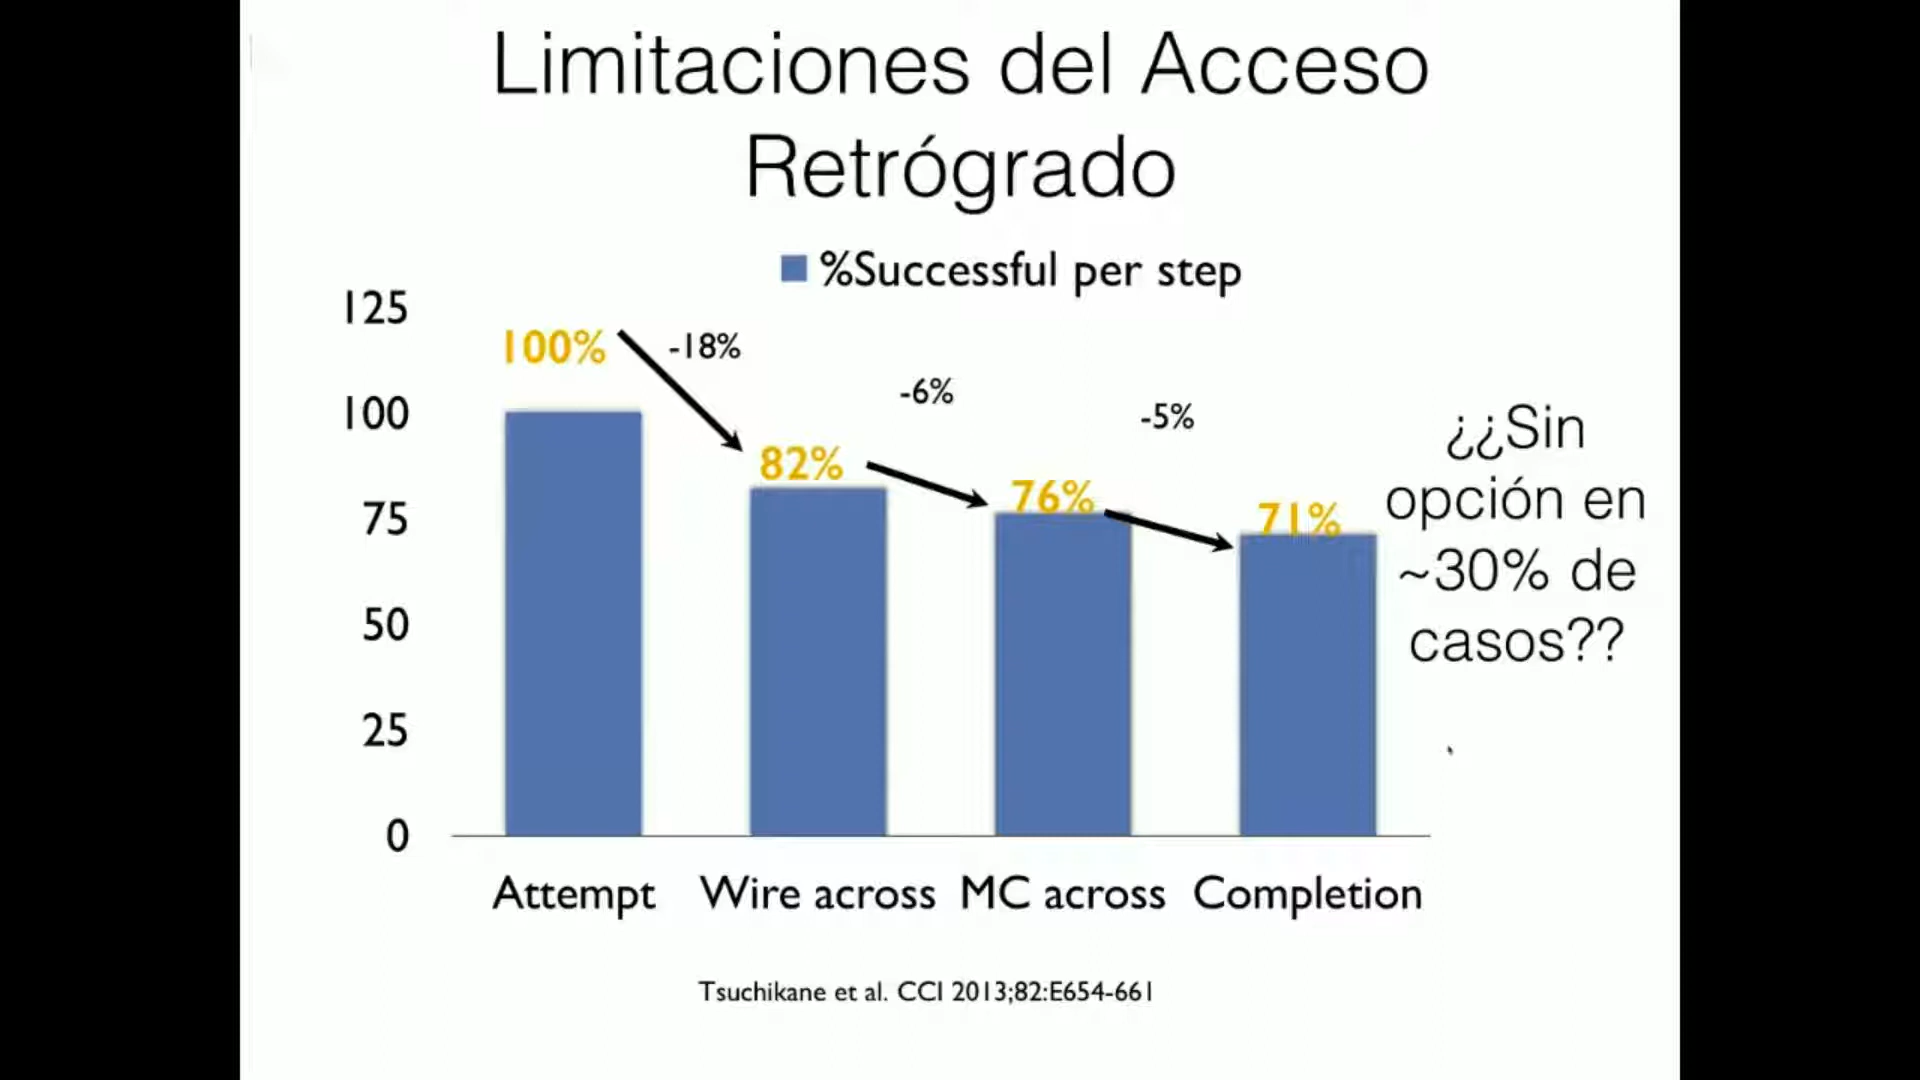 Limitaciones del Acceso
Retrógrado
%Successful per step
125
100
75
50
25
0
100%
-18%
82%
-6%
76%
-5%
71%
¿¿Sin
opción en
~30% de
casos??
Attempt
Wire across
MC across
Completion
Tsuchikane et al. CCI 2013;82:E654-661